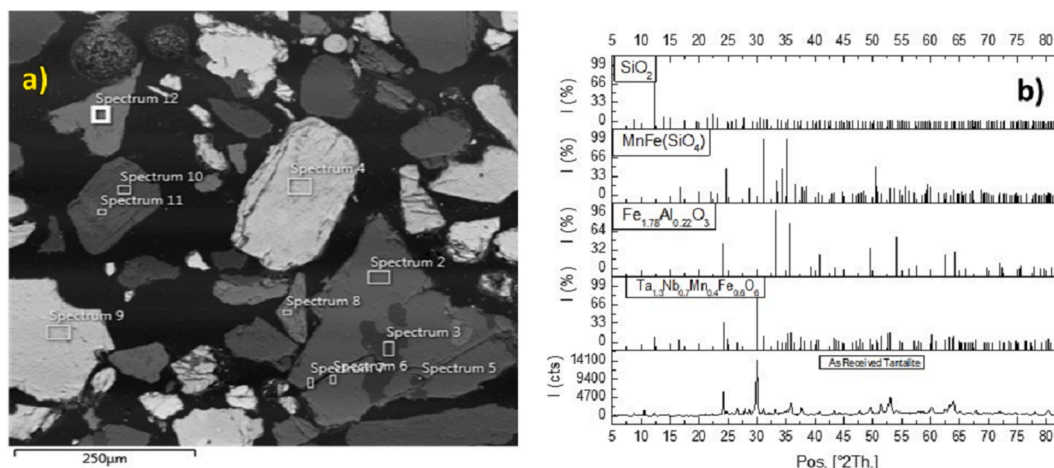 a)
Spectrum 12
Spectrum 10
Spectrum 11
Spectrum 4
Spectrum 2
Spectrum 8
Spectrum 9
Spectrum 3
Spectrum 6
Spectrum 5
250μm
b)
5 10 15 20 25 30 35 40 45 50 55 60 65 70 75 80
SiO2
99
66
33
0
I (%)
MnFe(SiO4)
99
66
33
0
I (%)
Fe1.78Al0.22O3
96
64
32
0
I (%)
Ta1.3Nb0.7Mn0.4Fe0.6O6
99
66
33
0
I (%)
As Received Tantalite
14100
9400
4700
0
I (cts)
5 10 15 20 25 30 35 40 45 50 55 60 65 70 75 80
Pos. [°2Th.]